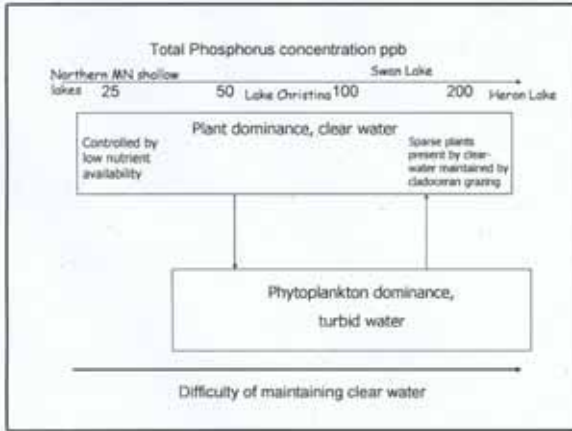 Total Phosphorus concentration ppb
Northern MN shallow
lakes
Swan Lake
25 50 Lake Christina 100 200 Heron Lake
Plant dominance, clear water
Controlled by
low nutrient
availability
Sparse plants
present by clear-
water maintained by
cladoceran grazing
Phytoplankton dominance,
turbid water
Difficulty of maintaining clear water